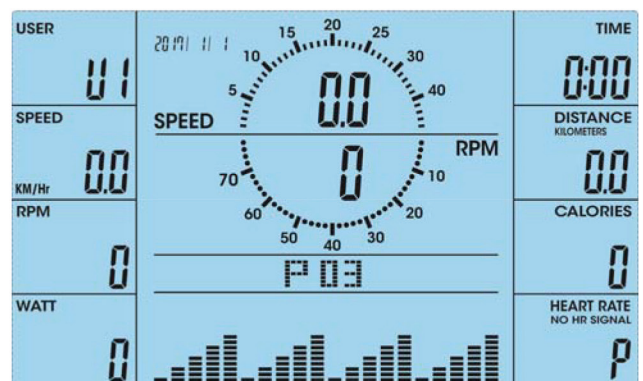 USER
U1
SPEED
KM/Hr 0.0
RPM
0
WATT
0
2017/ 1/ 1
5 10 15 20 25 30 40
SPEED 0.0
RPM 0
70 60 50 40 30 20 10
P 03
TIME
0:00
DISTANCE
KILOMETERS
0.0
CALORIES
0
HEART RATE
NO HR SIGNAL
P